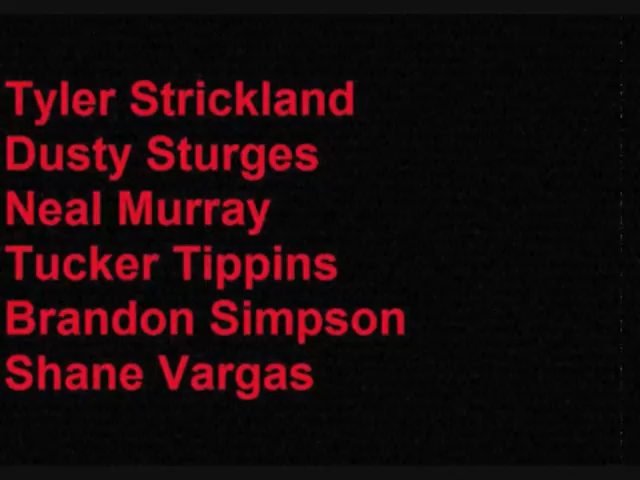 Tyler Strickland
Dusty Sturges
Neal Murray
Tucker Tippins
Brandon Simpson
Shane Vargas